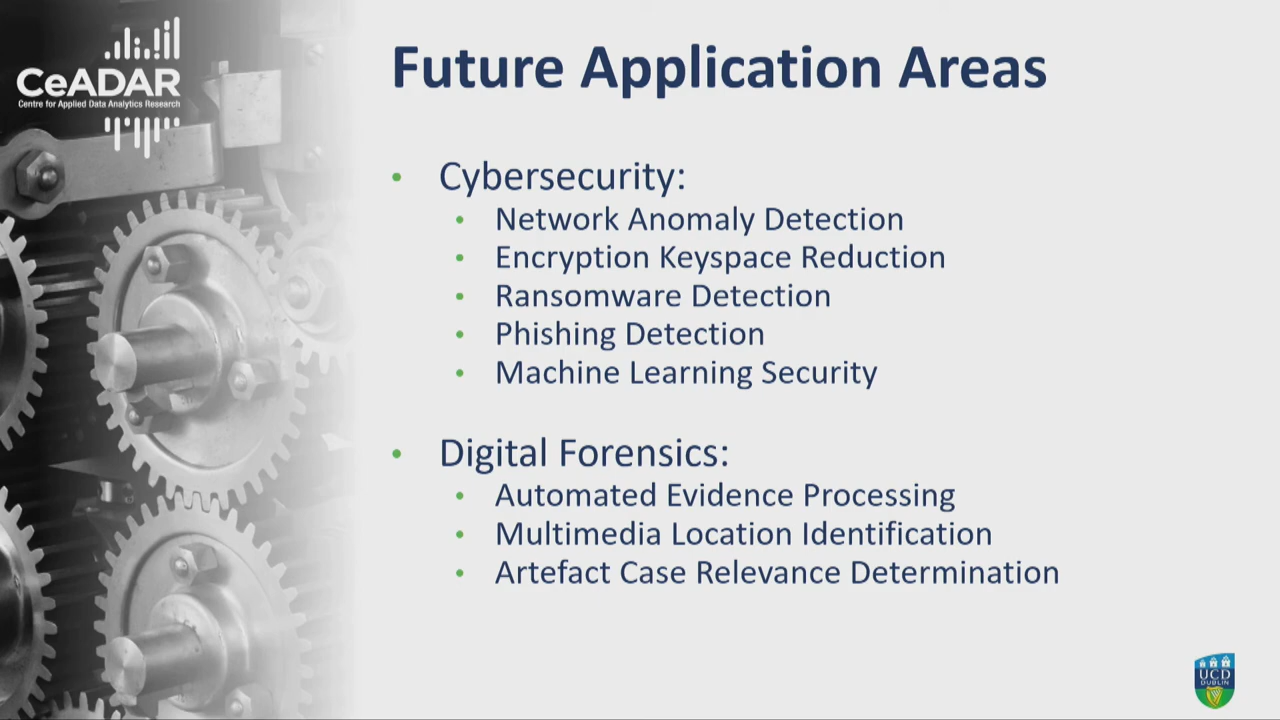 CeADAR
Centre for Applied Data Analytics Research
Future Application Areas
• Cybersecurity:
• Network Anomaly Detection
• Encryption Keyspace Reduction
• Ransomware Detection
• Phishing Detection
• Machine Learning Security
• Digital Forensics:
• Automated Evidence Processing
• Multimedia Location Identification
• Artefact Case Relevance Determination
UCD
DUBLIN